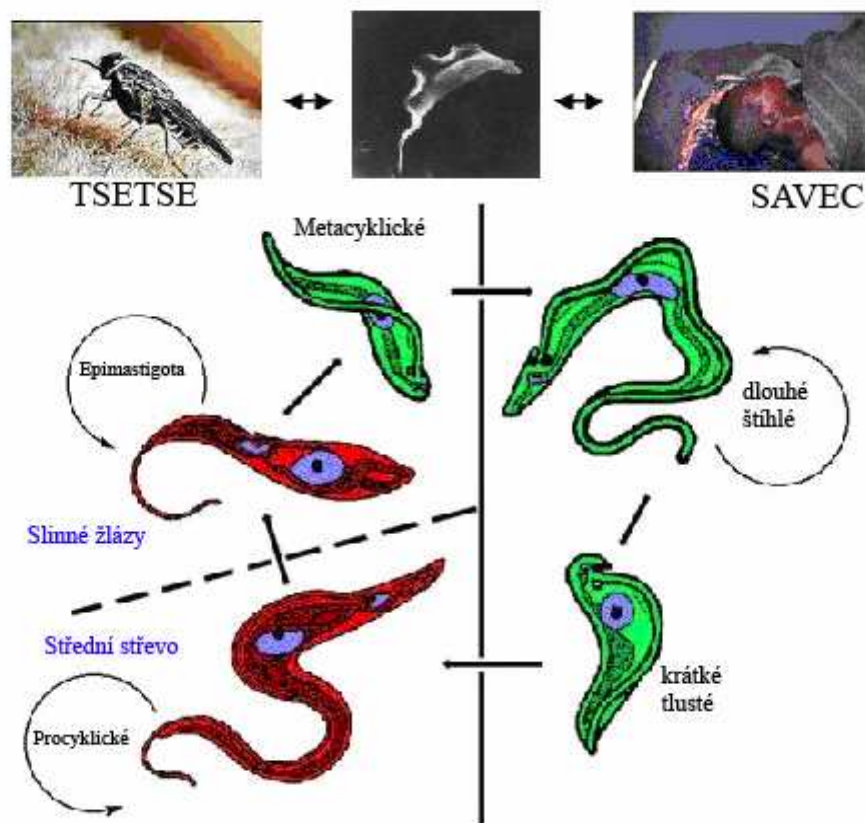 TSETSE
SAVEC
Metacyklické
Epimastigota
dlouhé
štíhlé
Slinné žlázy
Střední střevo
krátké
tlusté
Procyklické